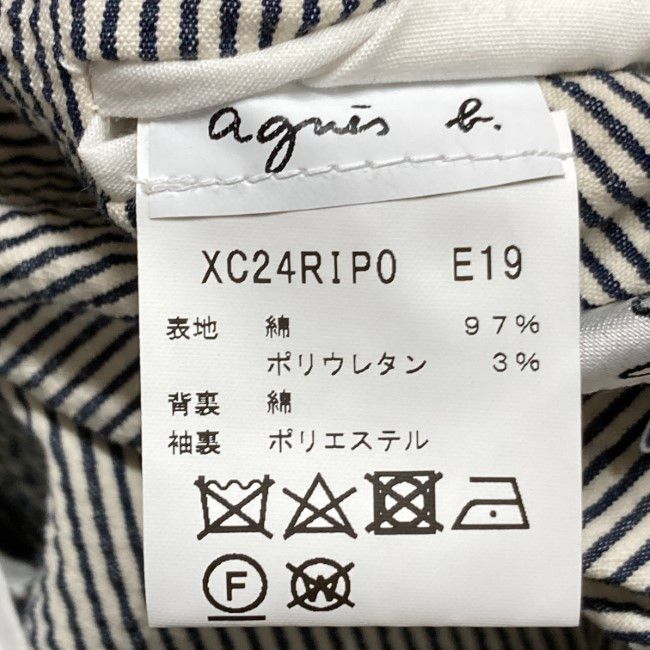 agnès b.
XC24RIPO E19
表地 綿 97%
ポリウレタン 3%
背裏 綿
袖裏 ポリエステル
F W